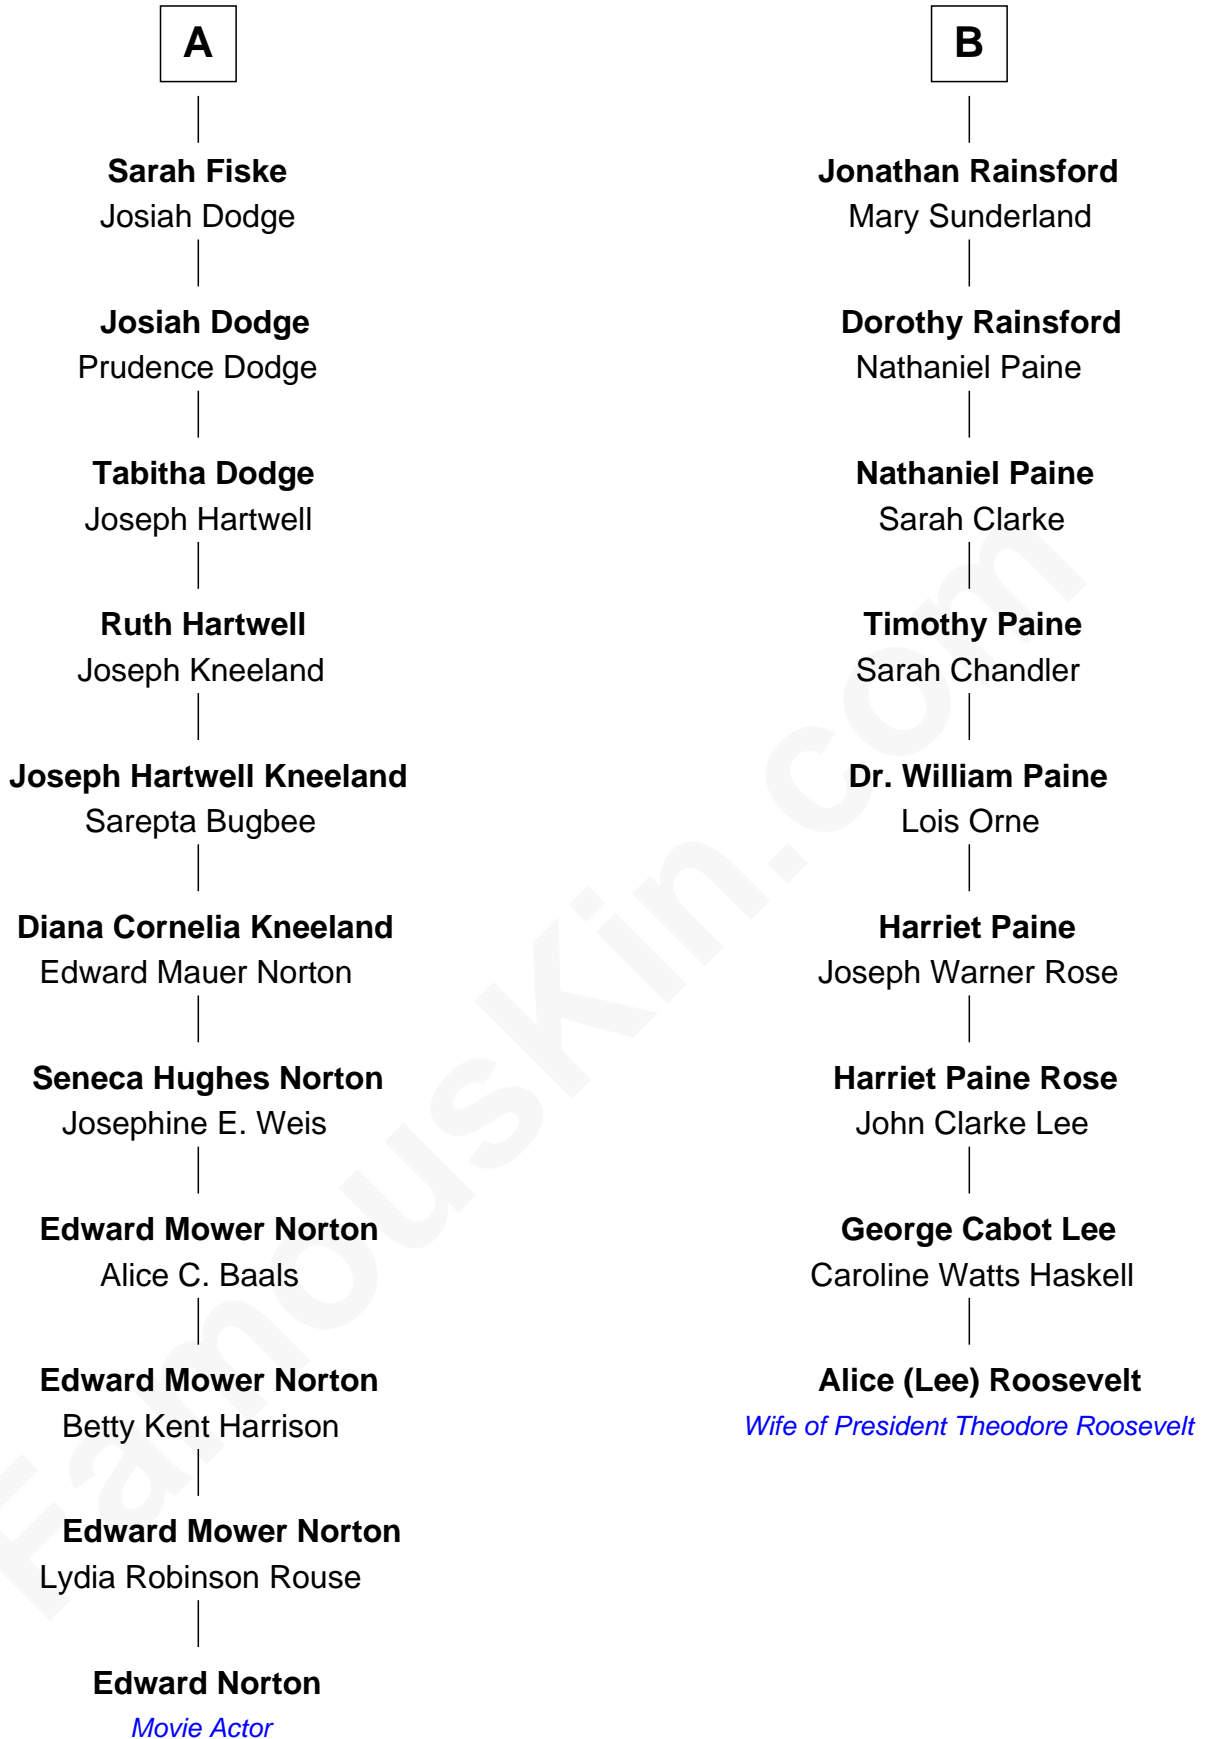 A
Sarah Fiske
Josiah Dodge
Josiah Dodge
Prudence Dodge
Tabitha Dodge
Joseph Hartwell
Ruth Hartwell
Joseph Kneeland
Joseph Hartwell Kneeland
Sarepta Bugbee
Diana Cornelia Kneeland
Edward Mauer Norton
Seneca Hughes Norton
Josephine E. Weis
Edward Mower Norton
Alice C. Baals
Edward Mower Norton
Betty Kent Harrison
Edward Mower Norton
Lydia Robinson Rouse
Edward Norton
Movie Actor
B
Jonathan Rainsford
Mary Sunderland
Dorothy Rainsford
Nathaniel Paine
Nathaniel Paine
Sarah Clarke
Timothy Paine
Sarah Chandler
Dr. William Paine
Lois Orne
Harriet Paine
Joseph Warner Rose
Harriet Paine Rose
John Clarke Lee
George Cabot Lee
Caroline Watts Haskell
Alice (Lee) Roosevelt
Wife of President Theodore Roosevelt
FamousKin.com